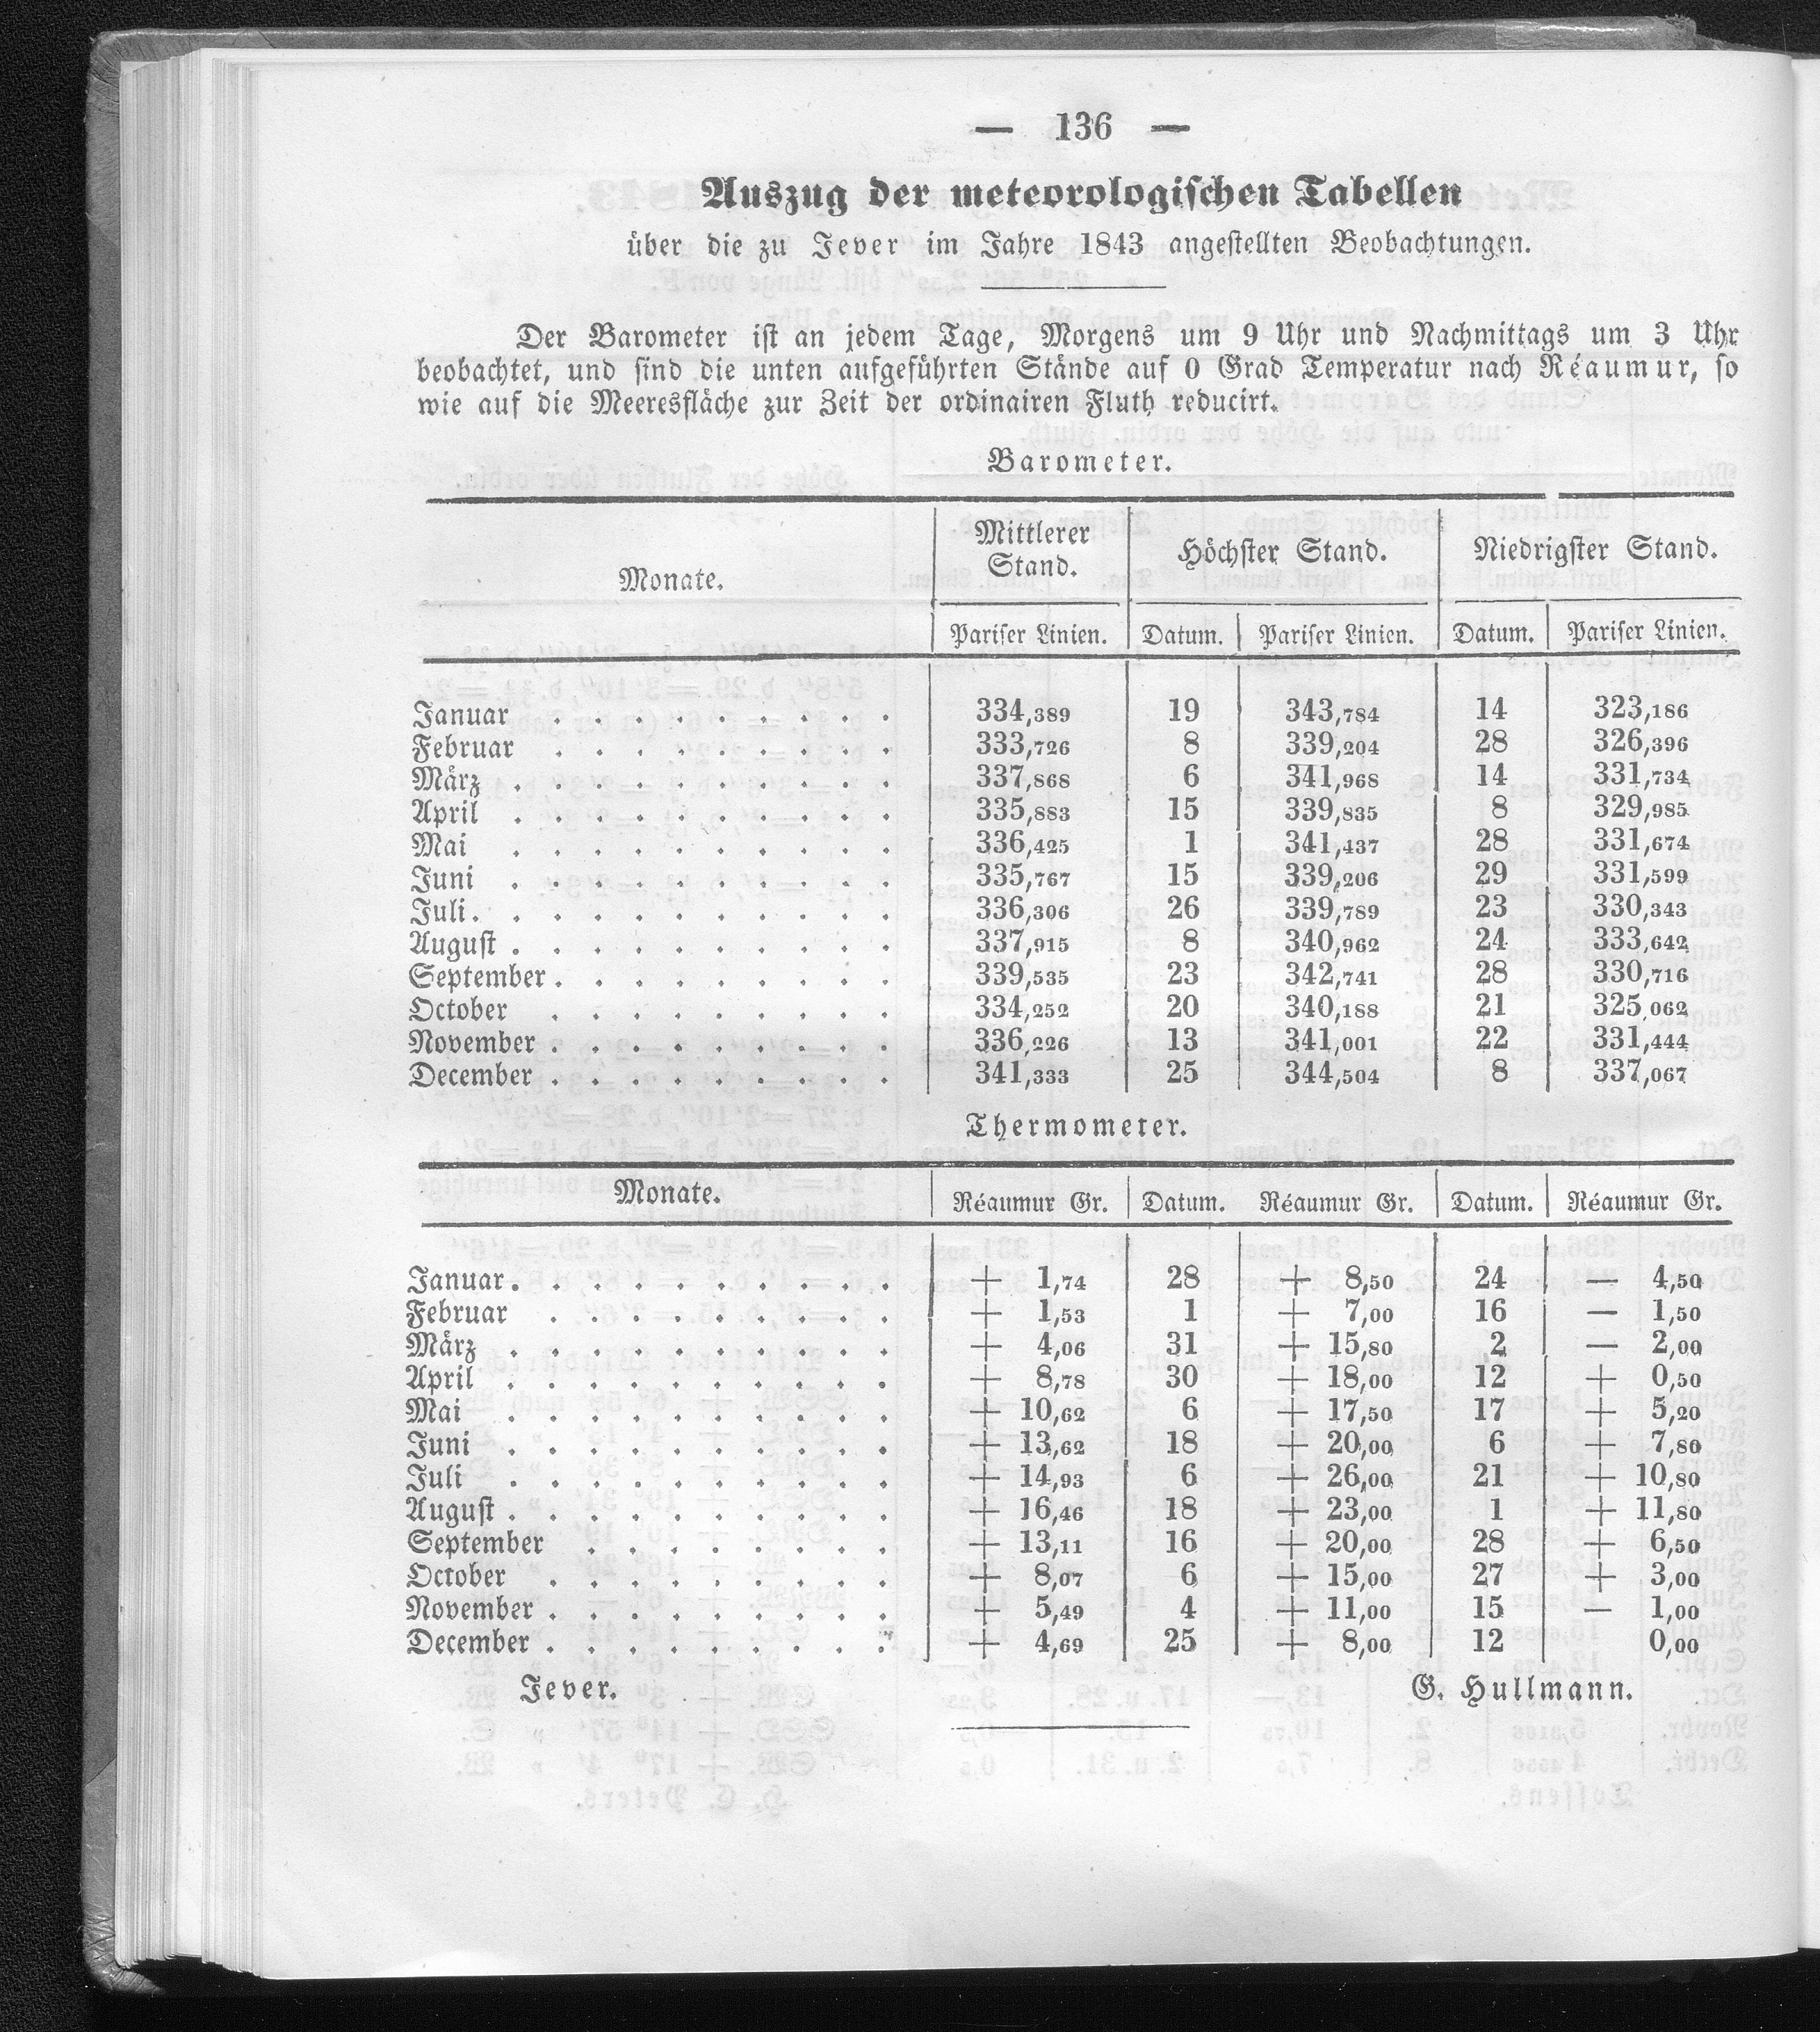 — 136 —
Auszug der meteorologischen Tabellen
über die zu Jever im Jahre 1843 angestellten Beobachtungen.
Der Barometer ist an jedem Tage, Morgens um 9 Uhr und Nachmittags um 3 Uhr
beobachtet, und sind die unten aufgeführten Stände auf 0 Grad Temperatur nach Réaumur, so
wie auf die Meeresfläche zur Zeit der ordinairen Fluth reducirt.
Barometer.
Monate. Mittlerer Stand. Höchster Stand. Niedrigster Stand.
Pariser Linien. Datum. Pariser Linien. Datum. Pariser Linien.
Januar . . . . . . . . . 334,389 19 343,784 14 323,186
Februar . . . . . . . . . 333,726 8 339,204 28 326,396
März . . . . . . . . . . 337,868 6 341,968 14 331,734
April . . . . . . . . . . 335,883 15 339,835 8 329,985
Mai . . . . . . . . . . 336,425 1 341,437 28 331,674
Juni . . . . . . . . . . 335,767 15 339,206 29 331,599
Juli . . . . . . . . . . . 336,306 26 339,789 23 330,343
August . . . . . . . . . . 337,915 8 340,962 24 333,642
September . . . . . . . . . 339,535 23 342,741 28 330,716
October . . . . . . . . . 334,252 20 340,188 21 325,062
November . . . . . . . . . 336,226 13 341,001 22 331,444
December . . . . . . . . . 341,333 25 344,504 8 337,067
Thermometer.
Monate. Réaumur Gr. Datum. Réaumur Gr. Datum. Réaumur Gr.
Januar . . . . . . . . . . + 1,74 28 + 8,50 24 — 4,50
Februar . . . . . . . . . + 1,53 1 + 7,00 16 — 1,50
März . . . . . . . . . . + 4,06 31 + 15,80 2 — 2,00
April . . . . . . . . . . + 8,78 30 + 18,00 12 + 0,50
Mai . . . . . . . . . . + 10,62 6 + 17,50 17 + 5,20
Juni . . . . . . . . . . + 13,62 18 + 20,00 6 + 7,80
Juli . . . . . . . . . . + 14,93 6 + 26,00 21 + 10,80
August . . . . . . . . . . + 16,46 18 + 23,00 1 + 11,80
September . . . . . . . . + 13,11 16 + 20,00 28 + 6,50
October . . . . . . . . . + 8,07 6 + 15,00 27 + 3,00
November . . . . . . . . . + 5,49 4 + 11,00 15 — 1,00
December . . . . . . . . . + 4,69 25 + 8,00 12 0,00
Jever. G. Hullmann.